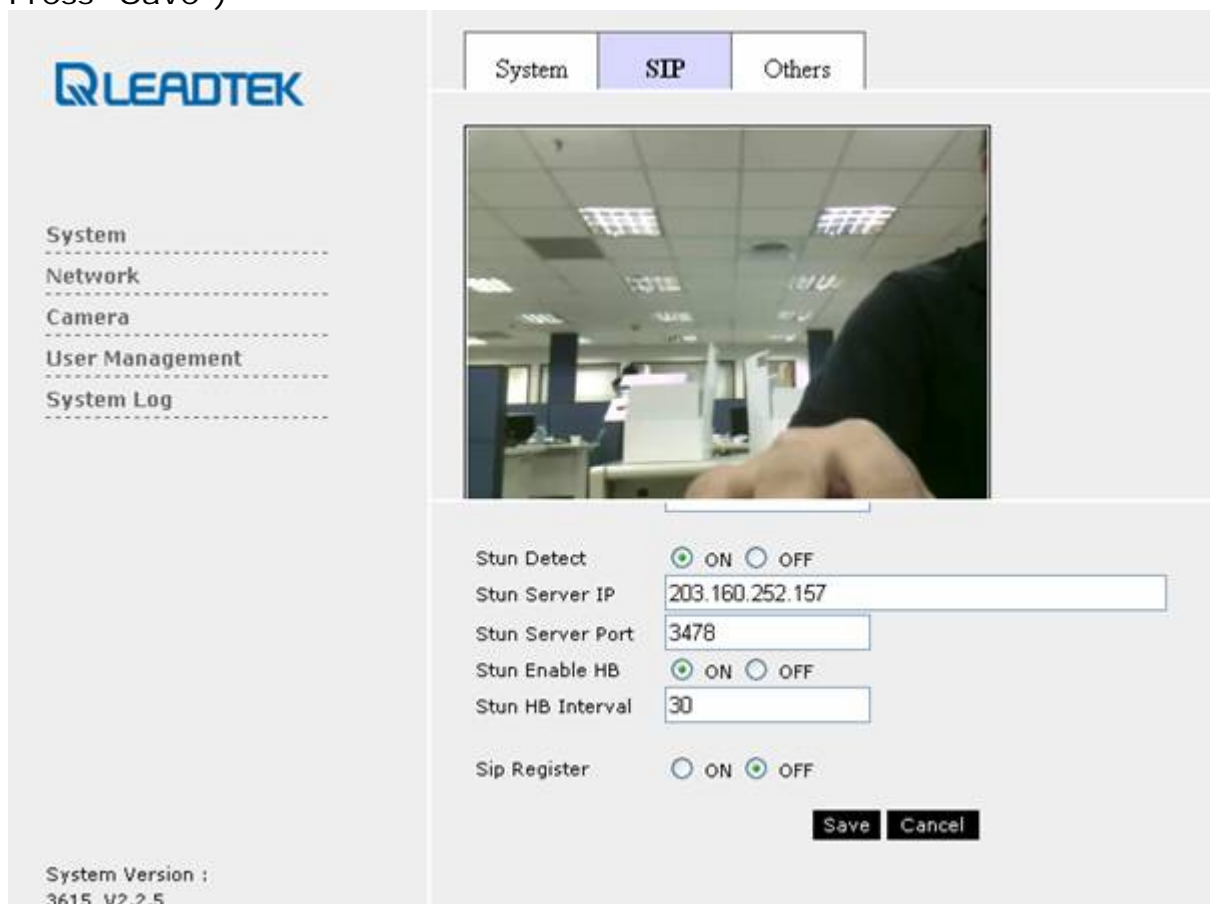 Press "Save")
LEADTEK
System
Network
Camera
User Management
System Log
System SIP Others
Stun Detect ON OFF
Stun Server IP 203.160.252.157
Stun Server Port 3478
Stun Enable HB ON OFF
Stun HB Interval 30
Sip Register ON OFF
Save Cancel
System Version :
3615 V2.2.5